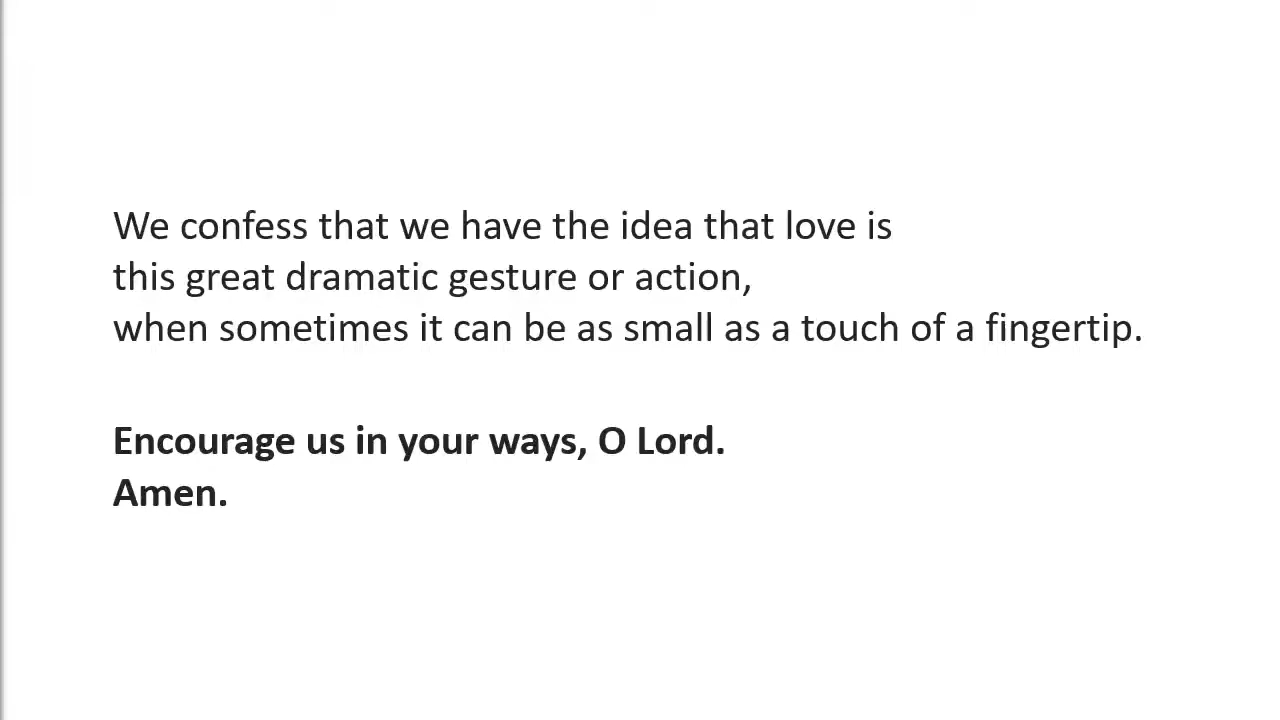 We confess that we have the idea that love is
this great dramatic gesture or action,
when sometimes it can be as small as a touch of a fingertip.
Encourage us in your ways, O Lord.
Amen.